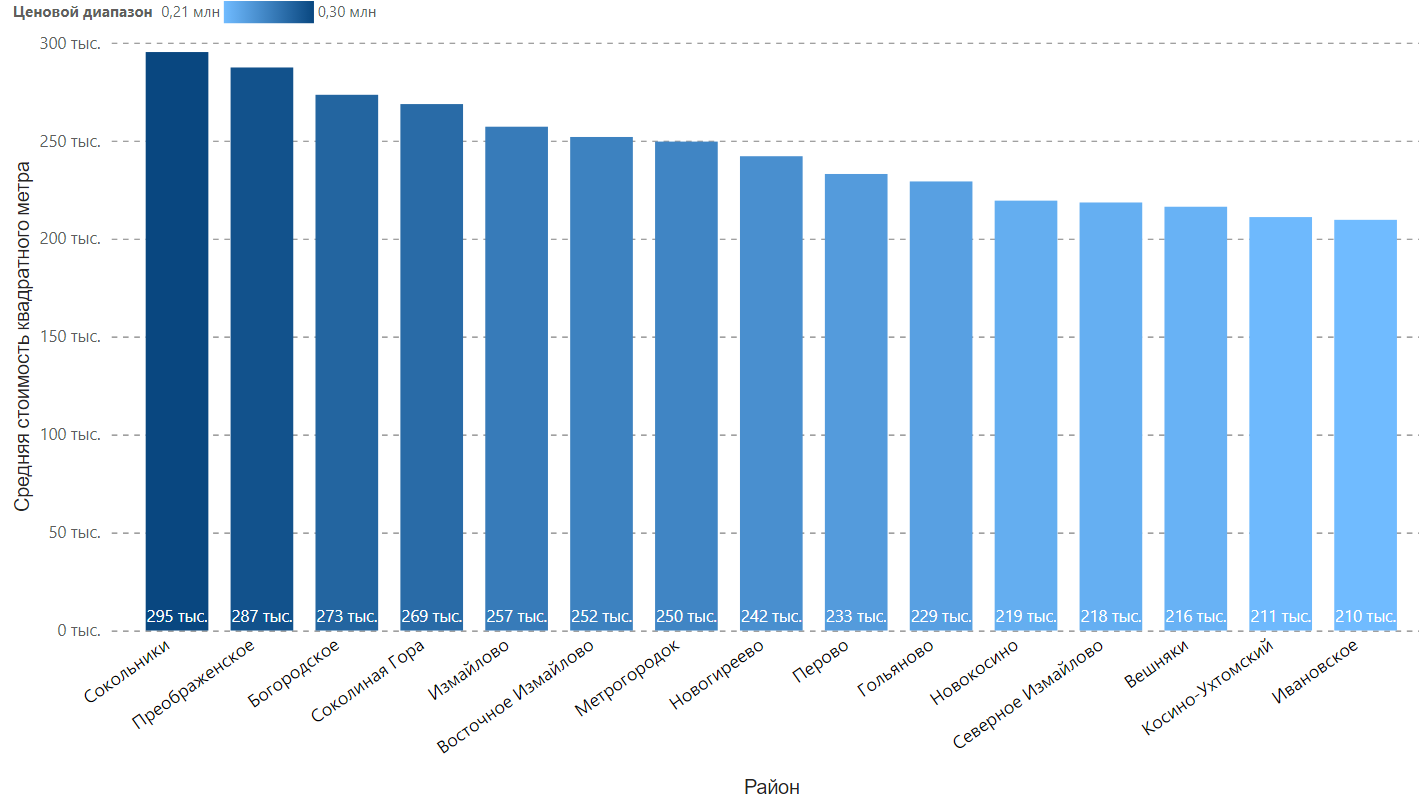 Ценовой диапазон 0,21 млн 0,30 млн
300 тыс.
250 тыс.
200 тыс.
150 тыс.
100 тыс.
50 тыс.
0 тыс.
Средняя стоимость квадратного метра
295 тыс. 287 тыс. 273 тыс. 269 тыс. 257 тыс. 252 тыс. 250 тыс. 242 тыс. 233 тыс. 229 тыс. 219 тыс. 218 тыс. 216 тыс. 211 тыс. 210 тыс.
Сокольники
Преображенское
Богородское
Соколиная Гора
Измайлово
Восточное Измайлово
Метрогородок
Новогиреево
Перово
Гольяново
Новокосино
Северное Измайлово
Вешняки
Косино-Ухтомский
Ивановское
Район